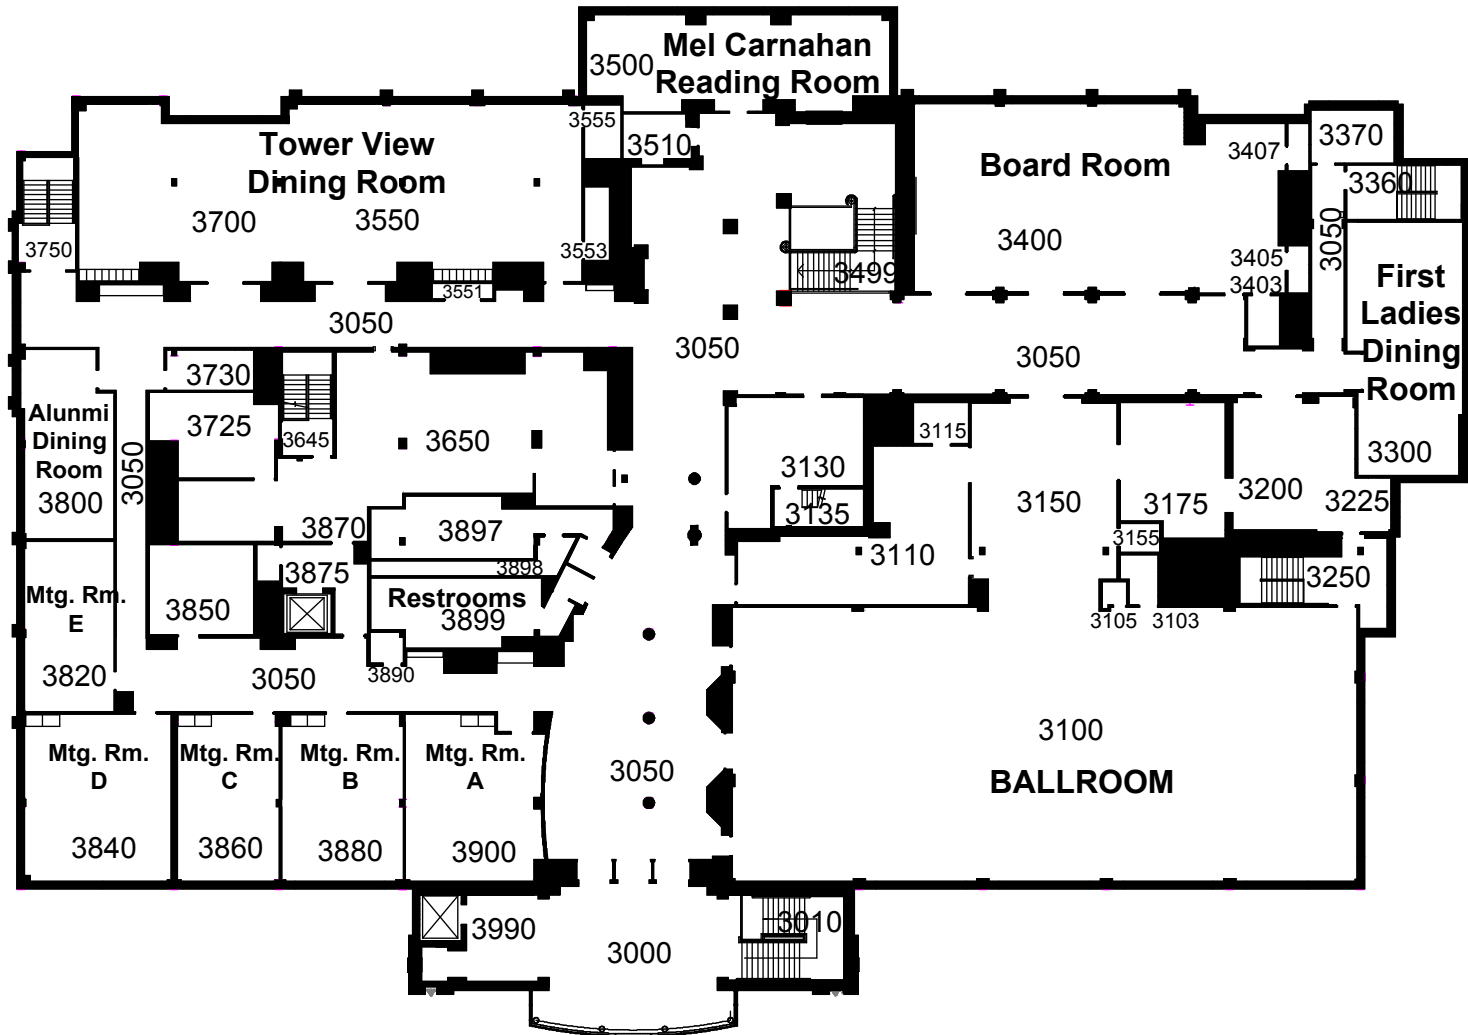 Mel Carnahan
3500
Reading Room
3555
3510
Tower View
Dining Room
3700
3550
3553
3750
3551
3050
3499
Board Room
3400
3407
3405
3403
3370
3360
3050
First
Ladies
Dining
Room
3300
3050
3050
3730
3725
3645
3650
Alunmi
Dining
Room
3800
3050
3870
3897
3898
3875
Restrooms
3899
3850
3890
3050
Mtg. Rm.
E
3820
3130
3135
3115
3110
3150
3175
3155
3200
3225
3250
3105
3103
Mtg. Rm.
D
3840
Mtg. Rm.
C
3860
Mtg. Rm.
B
3880
Mtg. Rm.
A
3900
3050
3100
BALLROOM
3990
3000
3010